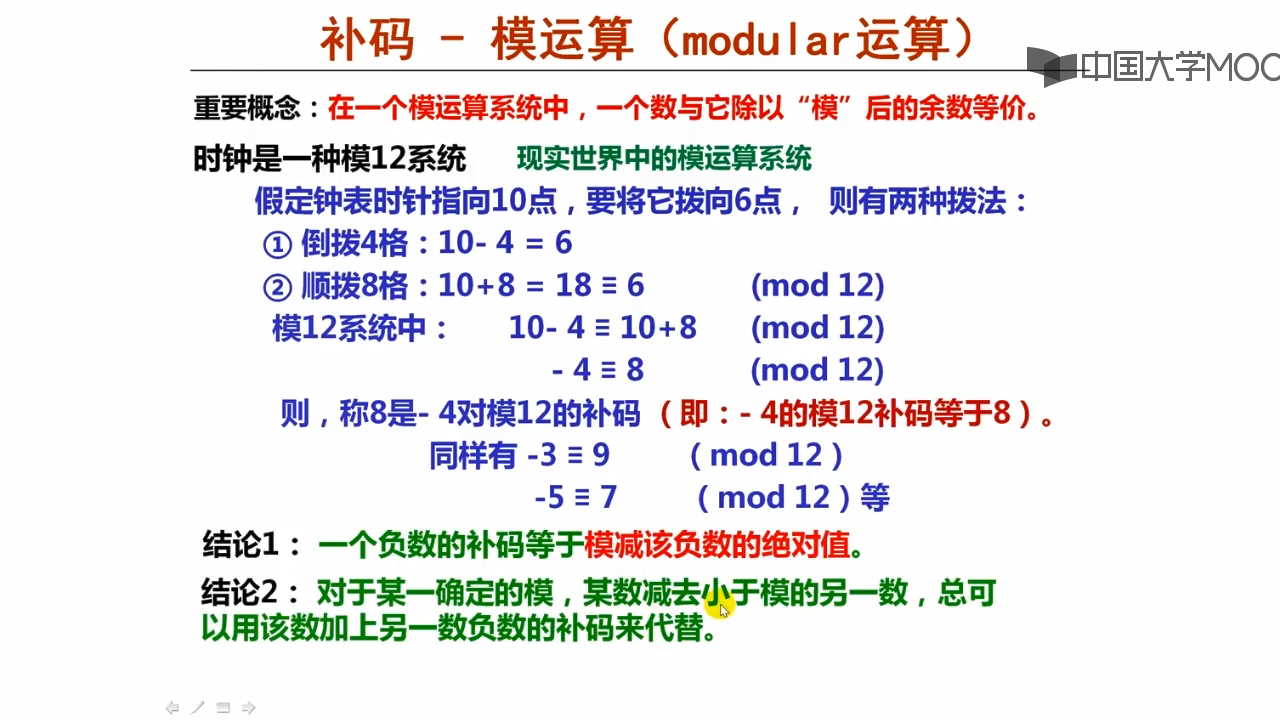 补码 - 模运算（modular运算）
中国大学MOO
重要概念：在一个模运算系统中，一个数与它除以“模”后的余数等价。
时钟是一种模12系统 现实世界中的模运算系统
假定钟表时针指向10点，要将它拨向6点， 则有两种拨法：
① 倒拨4格：10- 4 = 6
② 顺拨8格：10+8 = 18 ≡ 6 (mod 12)
模12系统中： 10- 4 ≡ 10+8 (mod 12)
- 4 ≡ 8 (mod 12)
则，称8是- 4对模12的补码（即：- 4的模12补码等于8）。
同样有 -3 ≡ 9 （mod 12）
-5 ≡ 7 （mod 12）等
结论1： 一个负数的补码等于模减该负数的绝对值。
结论2： 对于某一确定的模，某数减去小于模的另一数，总可
以用该数加上另一数负数的补码来代替。